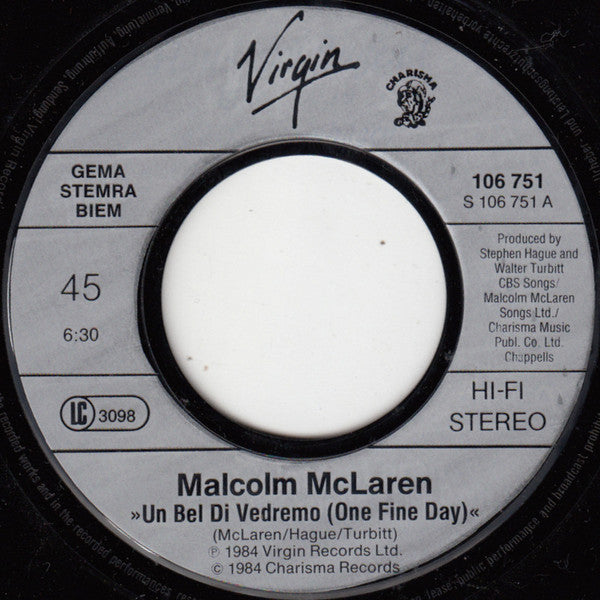 Virgin
CHARISMA
GEMA
STEMRA
BIEM
45
6:30
LC 3098
106 751
S 106 751 A
Produced by
Stephen Hague and
Walter Turbitt
CBS Songs/
Malcolm McLaren
Songs Ltd./
Charisma Music
Publ. Co. Ltd.
Chappells
HI-FI
STEREO
Malcolm McLaren
»Un Bel Di Vedremo (One Fine Day)«
(McLaren/Hague/Turbitt)
℗ 1984 Virgin Records Ltd.
© 1984 Charisma Records